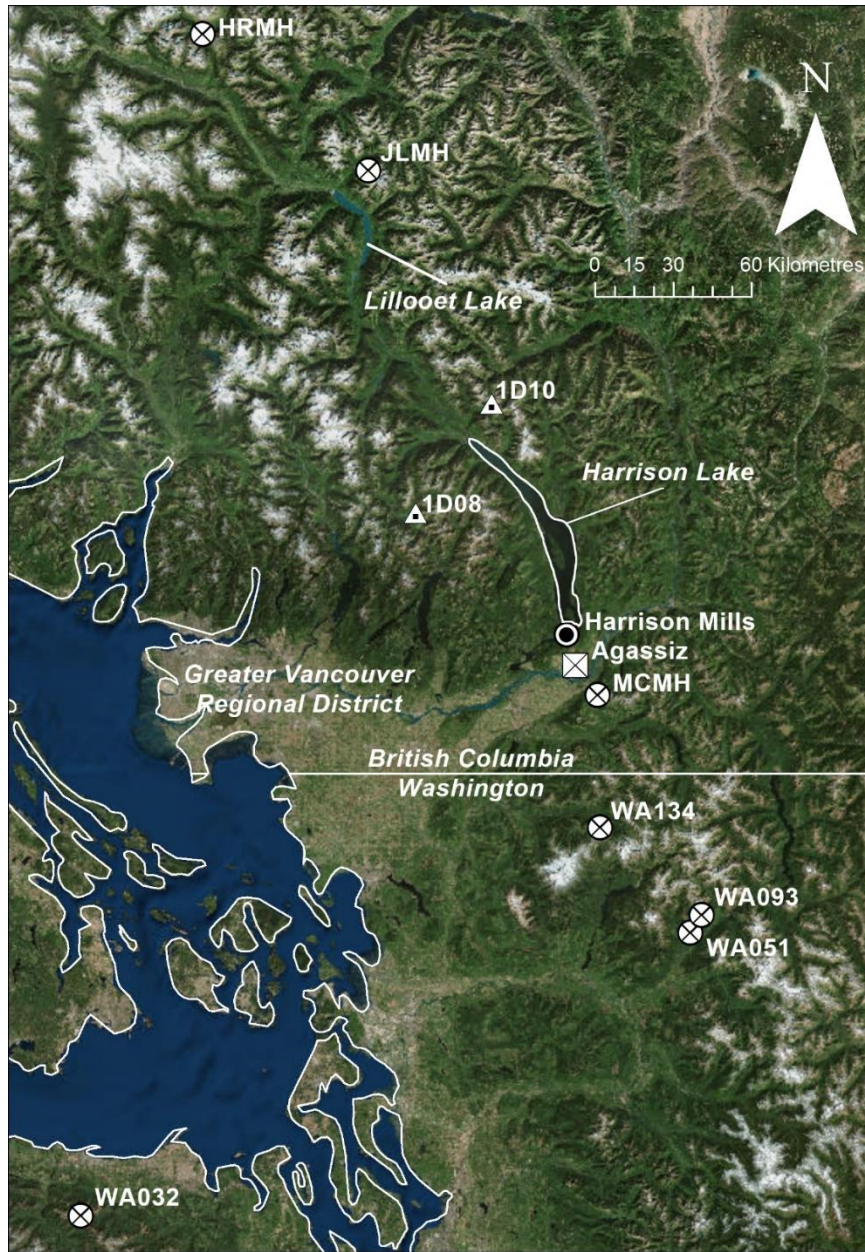 HRMH
N
JLMH
0 15 30 60 Kilometres
Lillooet Lake
1D10
Harrison Lake
1D08
Harrison Mills
Agassiz
Greater Vancouver
Regional District
MCMH
British Columbia
Washington
WA134
WA093
WA051
WA032